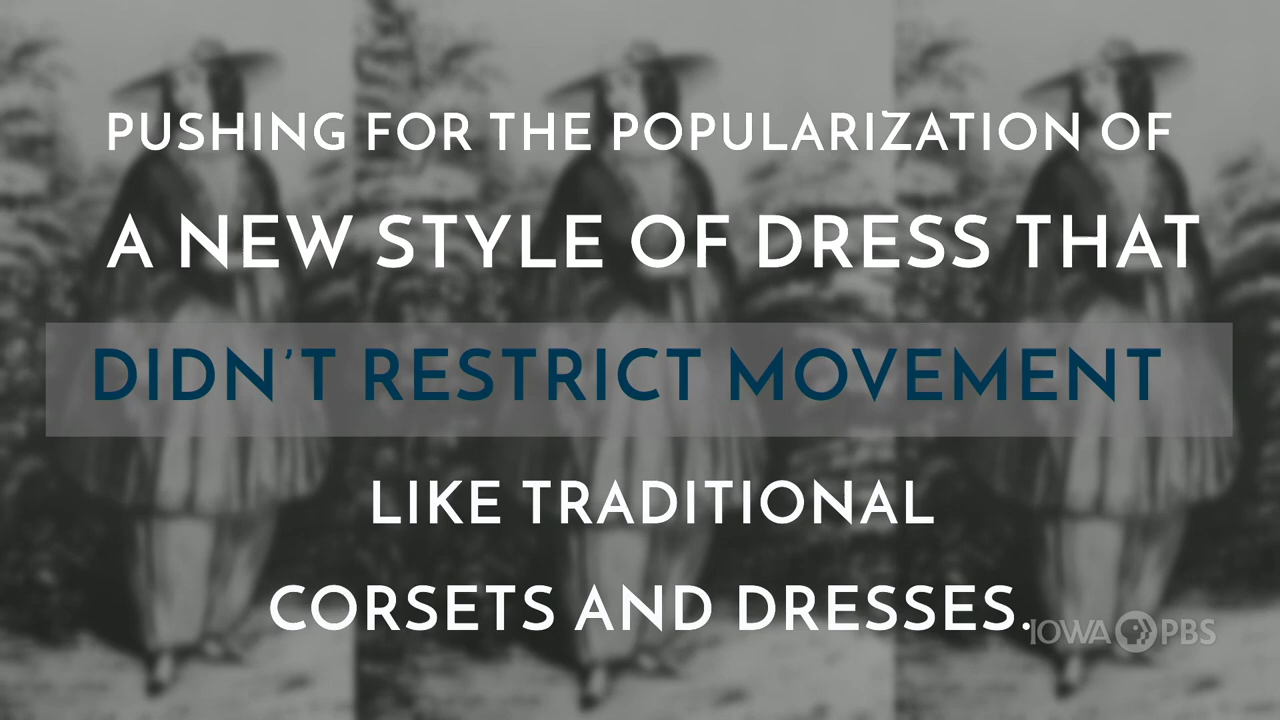 PUSHING FOR THE POPULARIZATION OF
A NEW STYLE OF DRESS THAT
DIDN'T RESTRICT MOVEMENT
LIKE TRADITIONAL
CORSETS AND DRESSES.
IOWA PBS